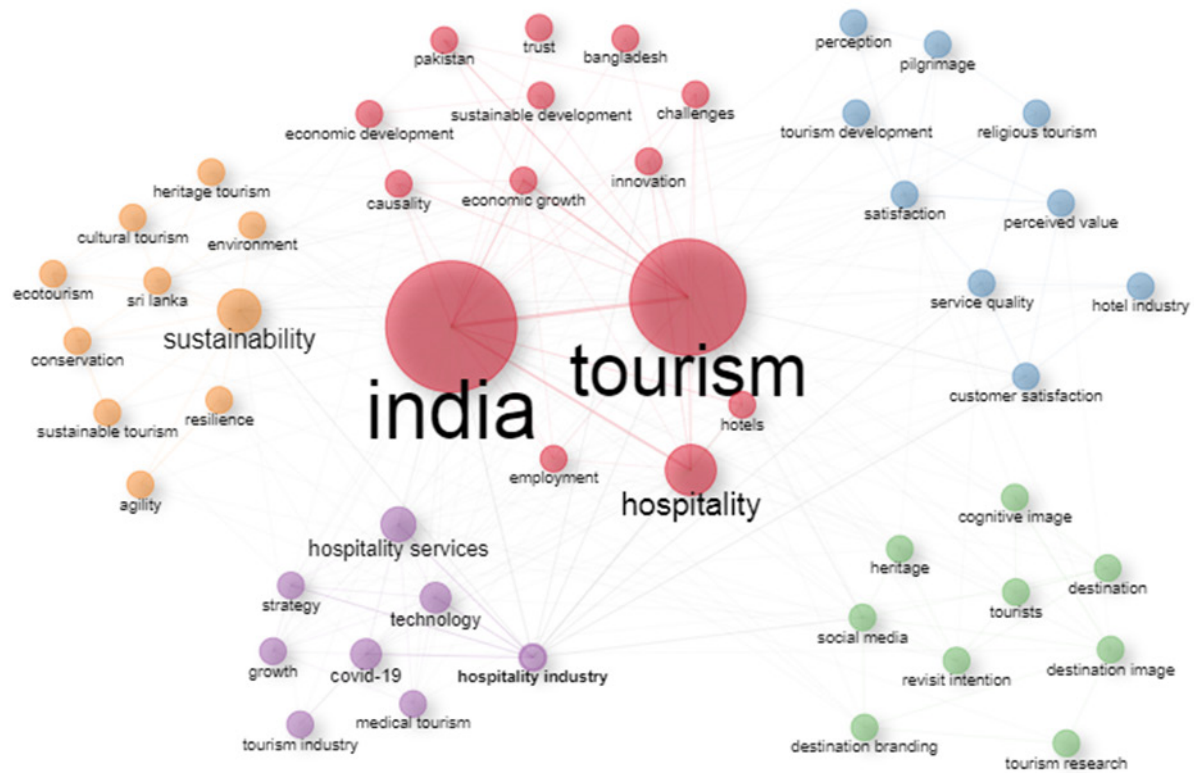 perception
pilgrimage
trust
pakistan
bangladesh
sustainable development
challenges
economic development
tourism development
religious tourism
innovation
heritage tourism
causality
economic growth
satisfaction
perceived value
cultural tourism
environment
ecotourism
sri lanka
service quality
hotel industry
sustainability
conservation
tourism
india
customer satisfaction
resilience
hotels
sustainable tourism
employment
agility
hospitality
cognitive image
hospitality services
heritage
destination
strategy
technology
tourists
social media
growth
covid-19
hospitality industry
revisit intention
destination image
medical tourism
tourism industry
destination branding
tourism research